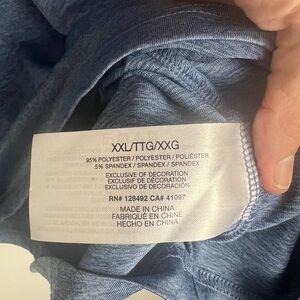 XXL/TTG/XXG
95% POLYESTER / POLYESTER / POLIÉSTER
5% SPANDEX / SPANDEX / SPANDEX
EXCLUSIVE OF DECORATION
EXCLUSIF DE DÉCORATION
EXCLUSIVO DE DECORACIÓN
RN# 128492 CA# 41097
MADE IN CHINA
FABRIQUÉ EN CHINE
HECHO EN CHINA